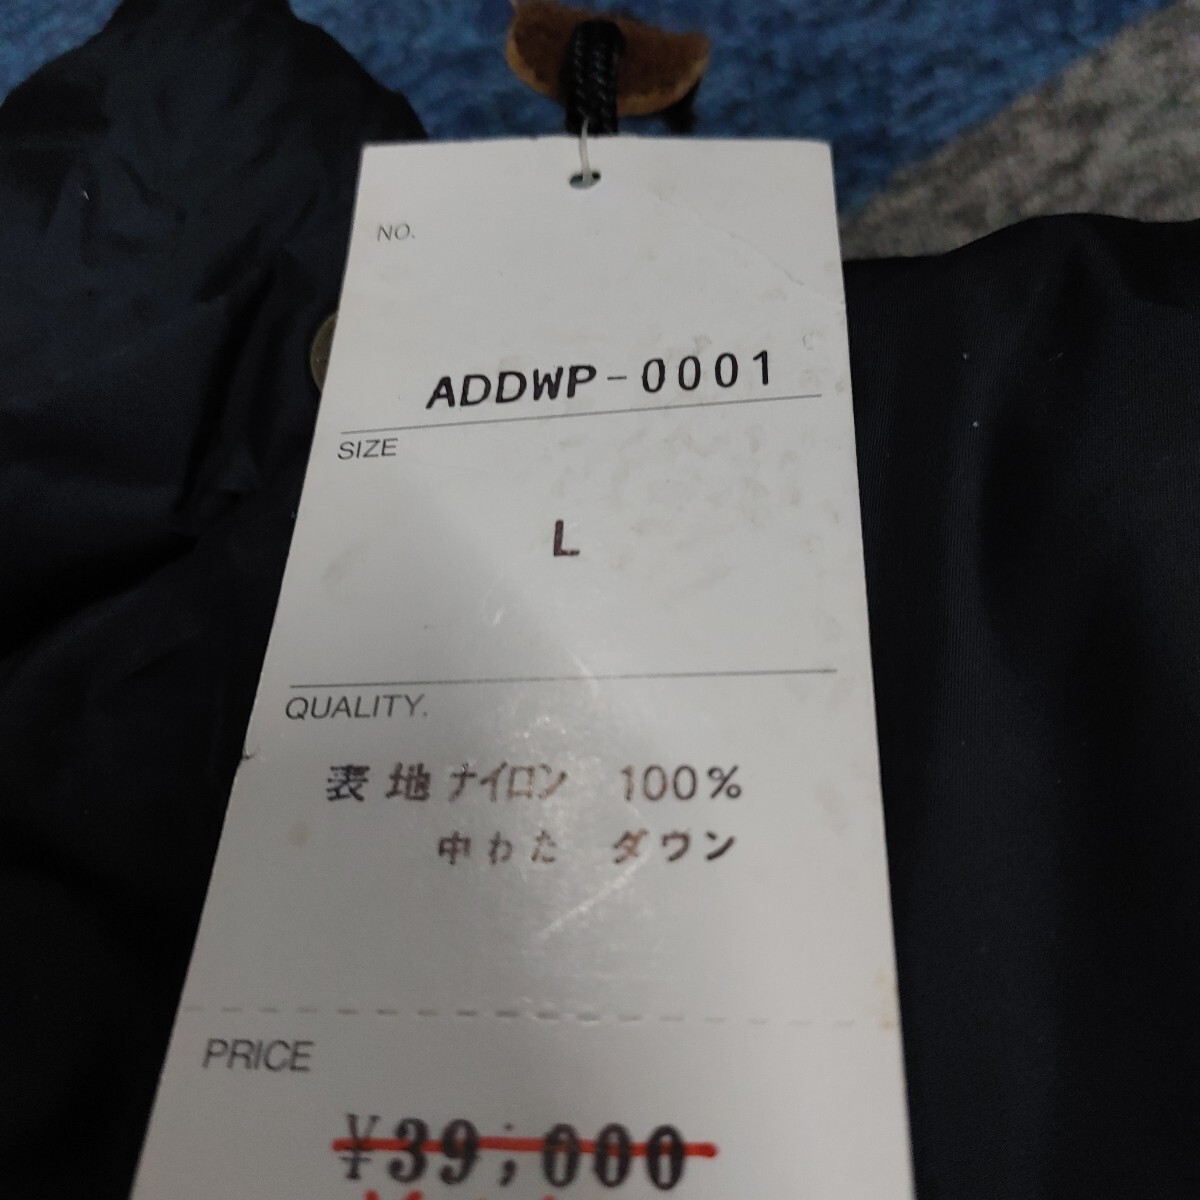 NO.
ADDWP-0001
SIZE
L
QUALITY.
表地 ナイロン 100%
中わた ダウン
PRICE
¥39,000